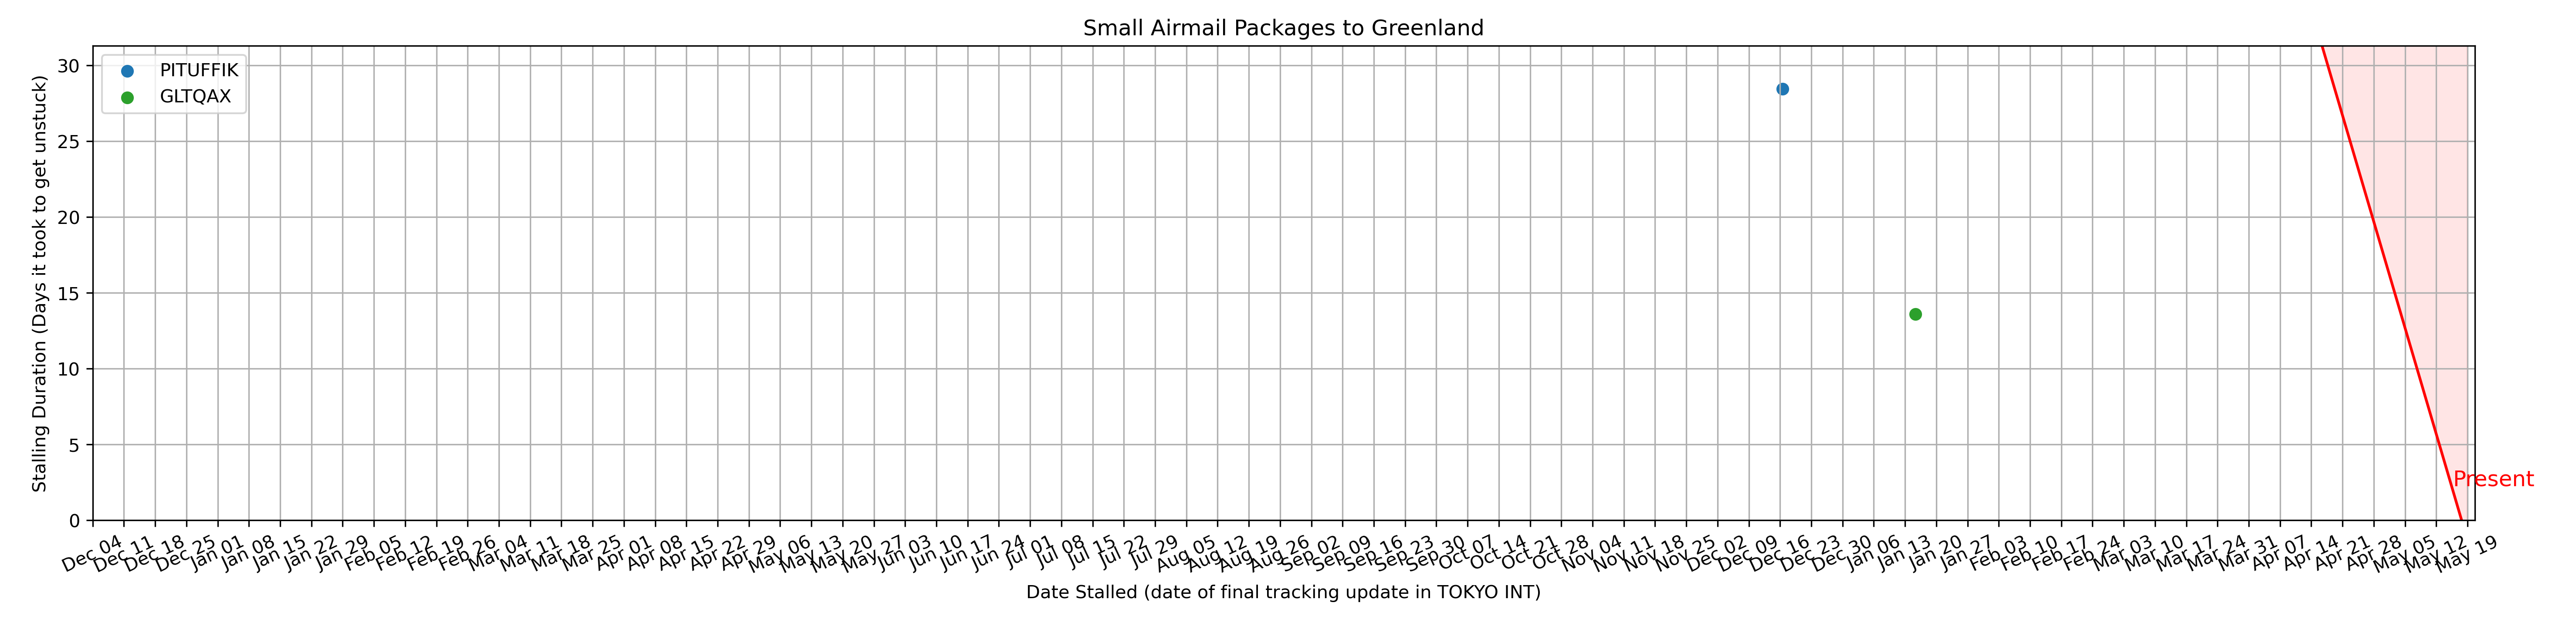 Small Airmail Packages to Greenland
PITUFFIK
GLTQAX
30
25
20
15
10
5
0
Stalling Duration (Days it took to get unstuck)
Present
Dec 04
Dec 11
Dec 18
Dec 25
Jan 01
Jan 08
Jan 15
Jan 22
Jan 29
Feb 05
Feb 12
Feb 19
Feb 26
Mar 04
Mar 11
Mar 18
Mar 25
Apr 01
Apr 08
Apr 15
Apr 22
Apr 29
May 06
May 13
May 20
May 27
Jun 03
Jun 10
Jun 17
Jun 24
Jul 01
Jul 08
Jul 15
Jul 22
Jul 29
Aug 05
Aug 12
Aug 19
Aug 26
Sep 02
Sep 09
Sep 16
Sep 23
Sep 30
Oct 07
Oct 14
Oct 21
Oct 28
Nov 04
Nov 11
Nov 18
Nov 25
Dec 02
Dec 09
Dec 16
Dec 23
Dec 30
Jan 06
Jan 13
Jan 20
Jan 27
Feb 03
Feb 10
Feb 17
Feb 24
Mar 03
Mar 10
Mar 17
Mar 24
Mar 31
Apr 07
Apr 14
Apr 21
Apr 28
May 05
May 12
May 19
Date Stalled (date of final tracking update in TOKYO INT)